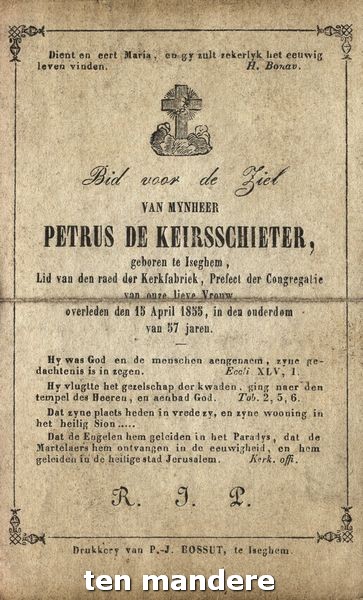 Dient en eert Maria, en gy zult zekerlyk het eeuwig
leven vinden. H. Bonav.
Bid voor de Ziel
VAN MYNHEER
PETRUS DE KEIRSSCHIETER,
geboren te Iseghem,
Lid van den raed der Kerkfabriek, Prefect der Congregatie
van onze lieve Vrouw
overleden den 15 April 1855, in den ouderdom
van 57 jaren.
Hy was God en de menschen aengenaem, zyne ge-
dachtenis is in zegen. Eccli XLV, 1.
Hy vlugtte het gezelschap der kwaden, ging naer den
tempel des Heeren, en aenbad God. Tob. 2, 5, 6.
Dat zyne plaets heden in vrede zy, en zyne wooning in
het heilig Sion.....
Dat de Engelen hem geleiden in het Paradys, dat de
Martelaers hem ontvangen in de eeuwigheid, en hem
geleiden in de heilige stad Jerusalem. Kerk. offi.
R. I. P.
Drukkery van P.-J. BOSSUT, te Iseghem.
ten mandere